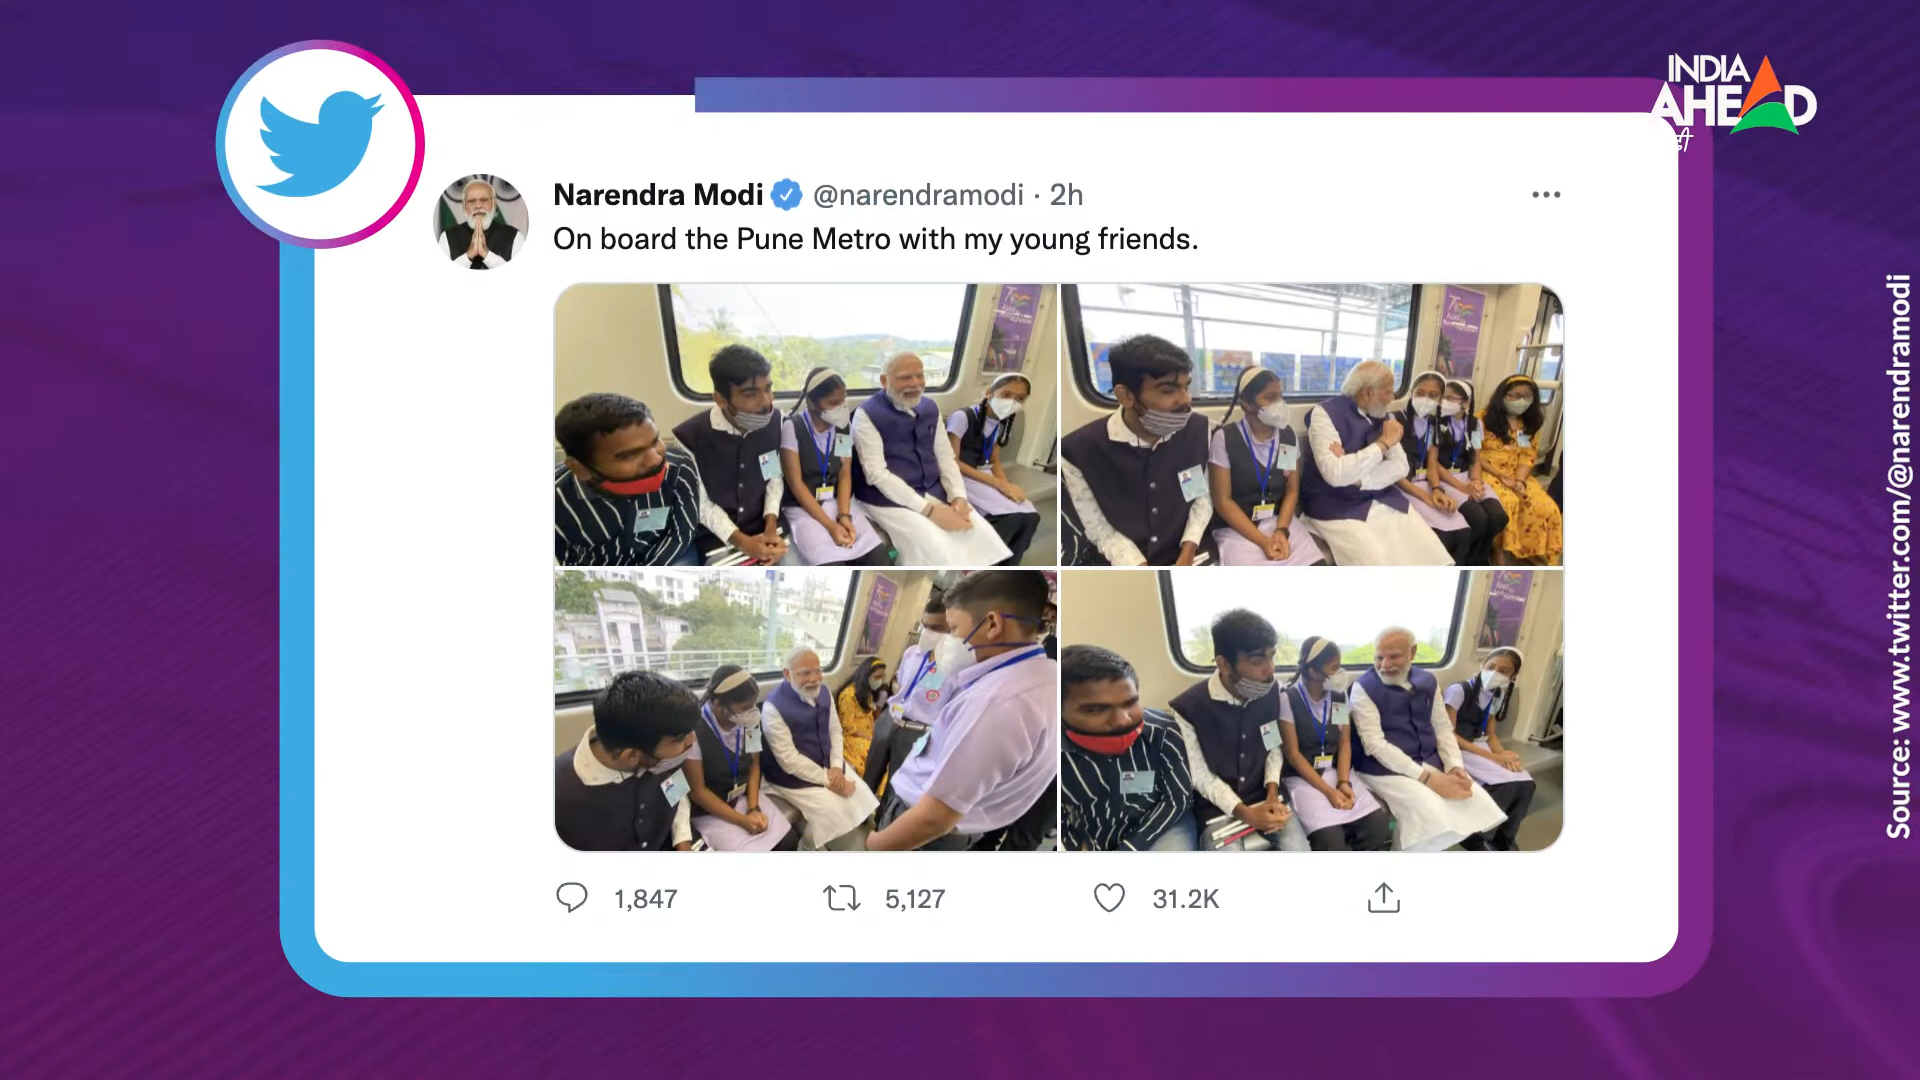 INDIA
AHEAD
Narendra Modi @narendramodi · 2h
On board the Pune Metro with my young friends.
1,847
5,127
31.2K
Source: www.twitter.com/@narendramodi